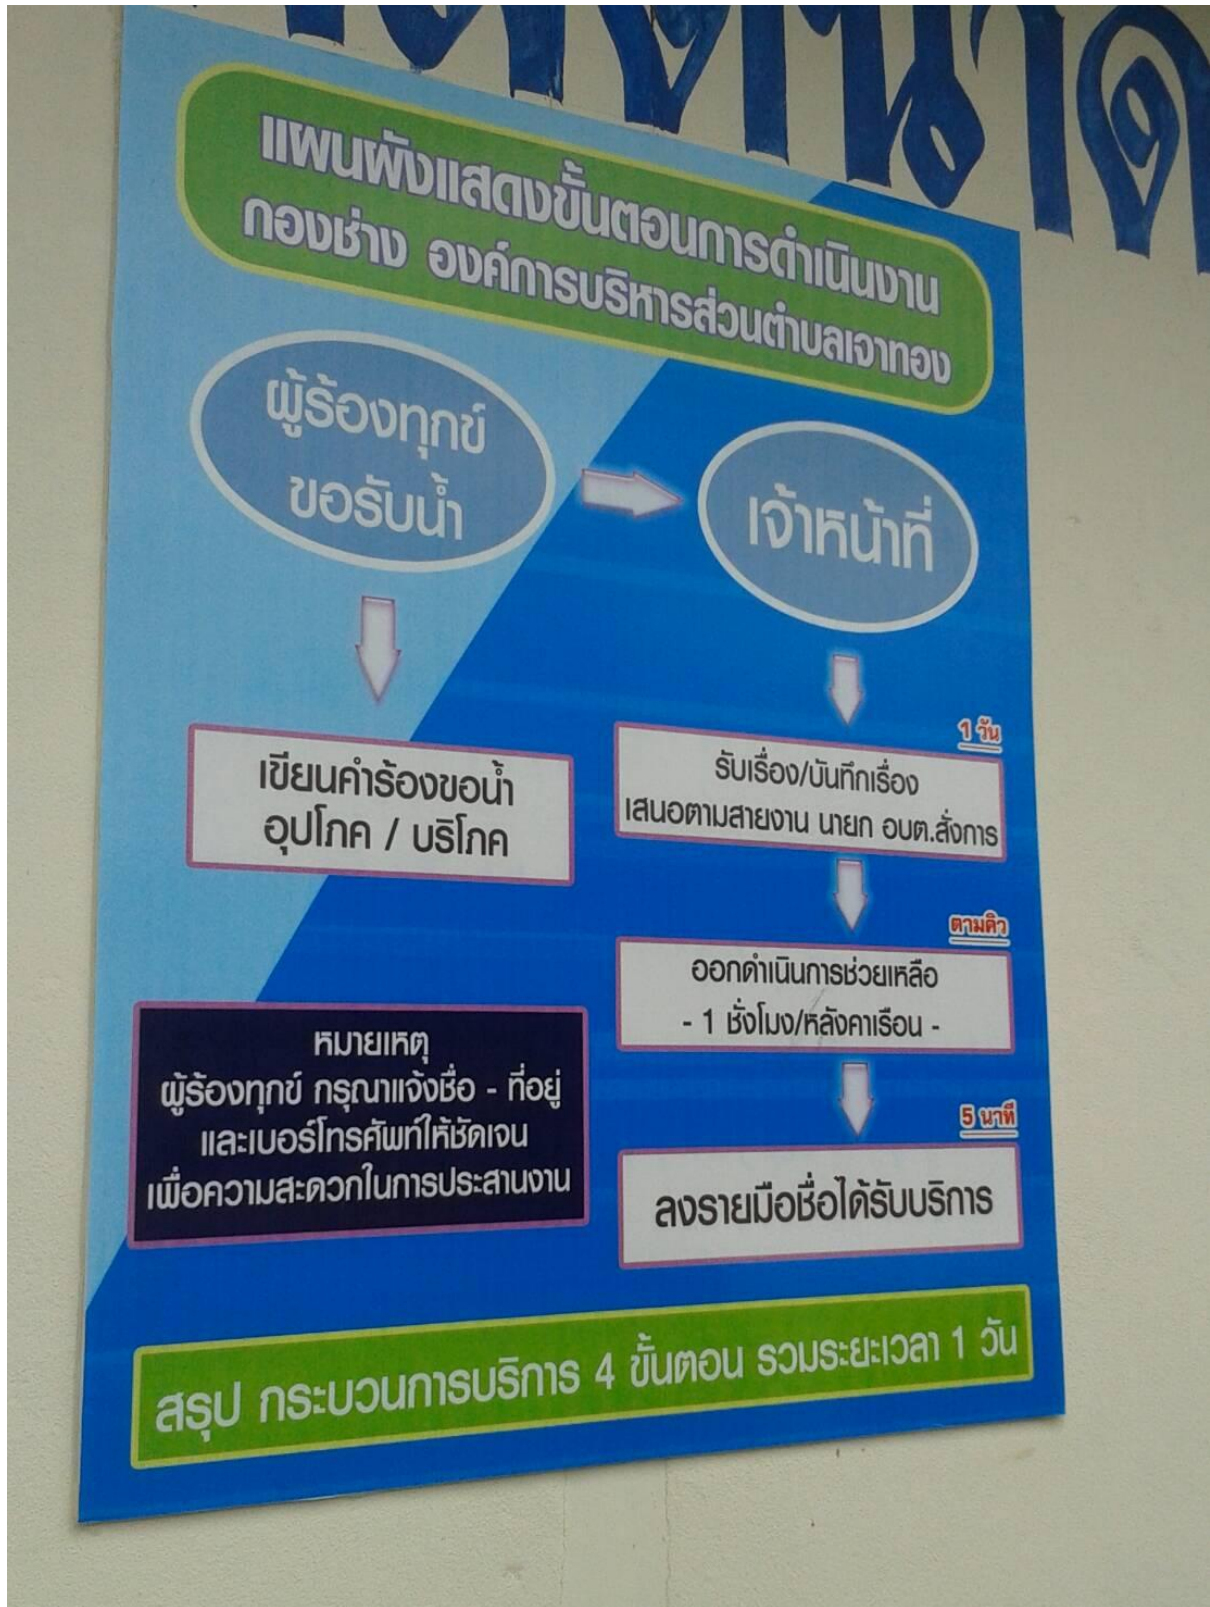 แผนผังแสดงขั้นตอนการดำเนินงาน
กองช่าง องค์การบริหารส่วนตำบลเจาทอง
ผู้ร้องทุกข์
ขอรับน้ำ
เจ้าหน้าที่
เขียนคำร้องขอน้ำ
อุปโภค / บริโภค
1 วัน
รับเรื่อง/บันทึกเรื่อง
เสนอตามสายงาน นายก อบต.สั่งการ
ตามคิว
ออกดำเนินการช่วยเหลือ
- 1 ชั่งโมง/หลังคาเรือน -
5 นาที
ลงรายมือชื่อได้รับบริการ
หมายเหตุ
ผู้ร้องทุกข์ กรุณาแจ้งชื่อ - ที่อยู่
และเบอร์โทรศัพท์ให้ชัดเจน
เพื่อความสะดวกในการประสานงาน
สรุป กระบวนการบริการ 4 ขั้นตอน รวมระยะเวลา 1 วัน